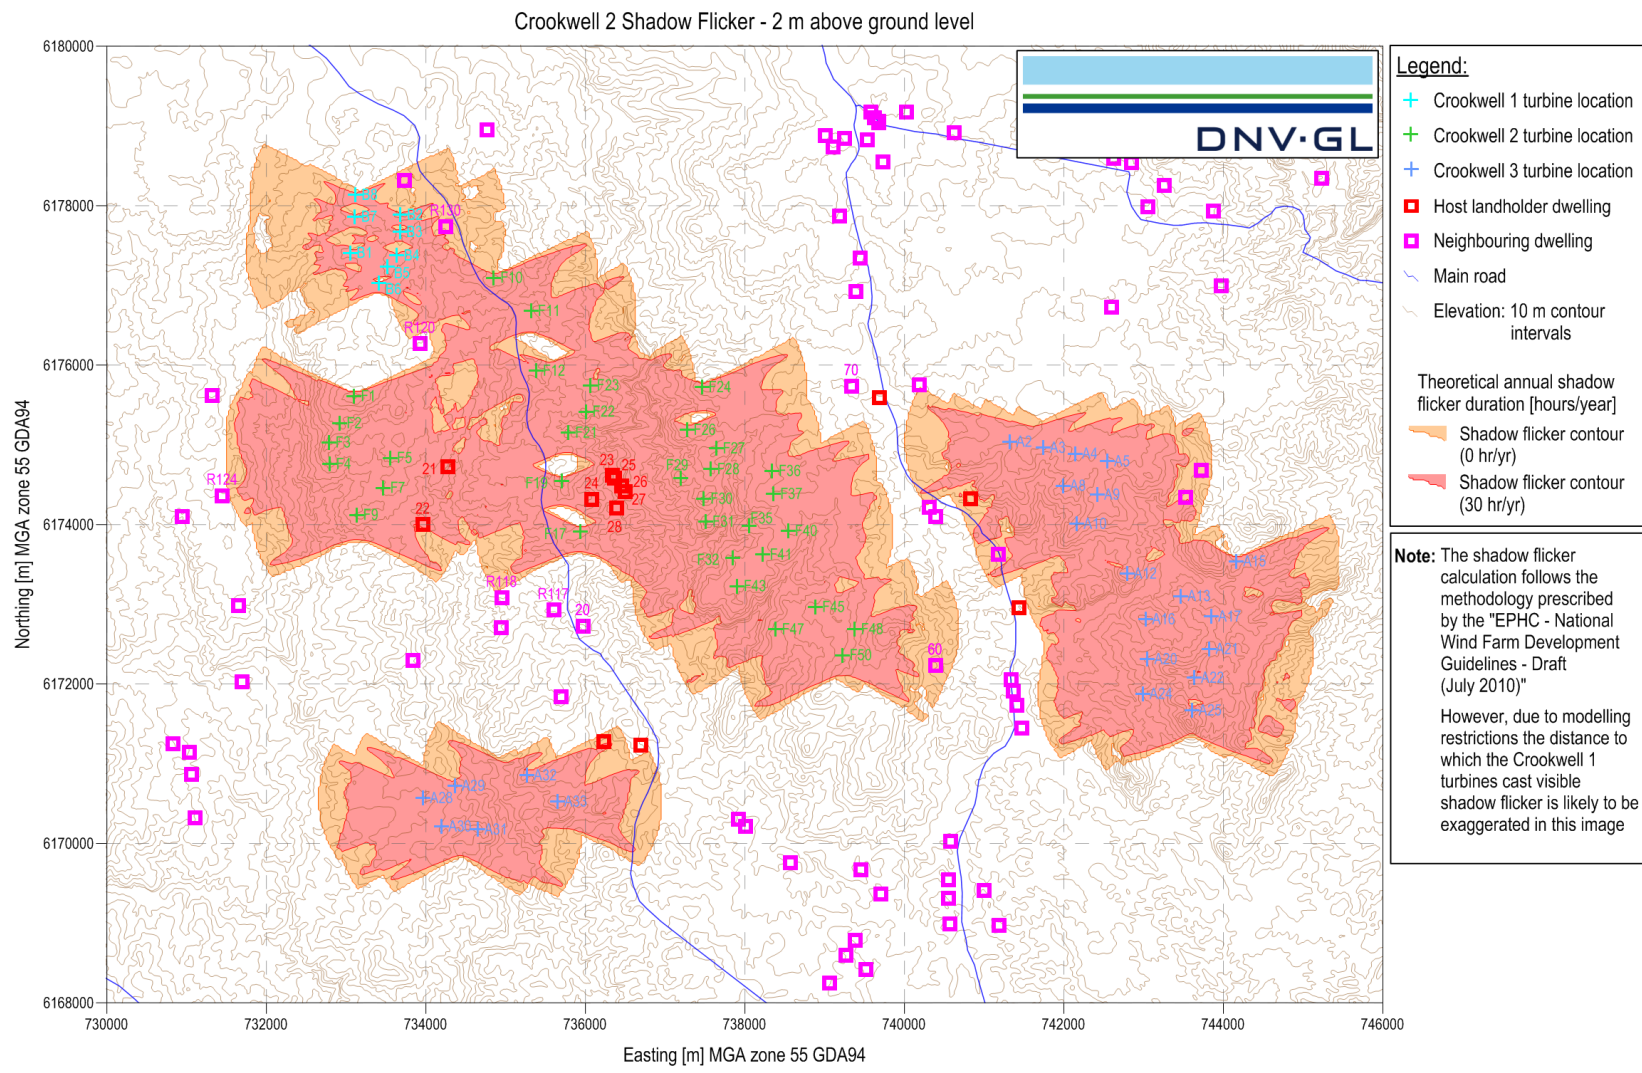 Crookwell 2 Shadow Flicker - 2 m above ground level
6180000
6178000
6176000
6174000
6172000
6170000
6168000
Northing [m] MGA zone 55 GDA94
730000
732000
734000
736000
738000
740000
742000
744000
746000
Easting [m] MGA zone 55 GDA94
DNV·GL
R130
R120
R124
R118
R117
20
60
70
21
22
23
24
25
26
27
28
F10
F11
F12
F23
F22
F21
F24
F26
F27
F28
F29
F36
F37
F30
F31
F35
F40
F32
F41
F43
F45
F47
F48
F50
F17
F1
F2
F3
F4
F5
F7
F9
A2
A3
A4
A5
A8
A9
A10
A12
A13
A17
A21
A20
A24
A28
A29
A32
A33
A31
Legend:
Crookwell 1 turbine location
Crookwell 2 turbine location
Crookwell 3 turbine location
Host landholder dwelling
Neighbouring dwelling
Main road
Elevation: 10 m contour
intervals
Theoretical annual shadow
flicker duration [hours/year]
Shadow flicker contour
(0 hr/yr)
Shadow flicker contour
(30 hr/yr)
Note: The shadow flicker
calculation follows the
methodology prescribed
by the "EPHC - National
Wind Farm Development
Guidelines - Draft
(July 2010)"
However, due to modelling
restrictions the distance to
which the Crookwell 1
turbines cast visible
shadow flicker is likely to be
exaggerated in this image